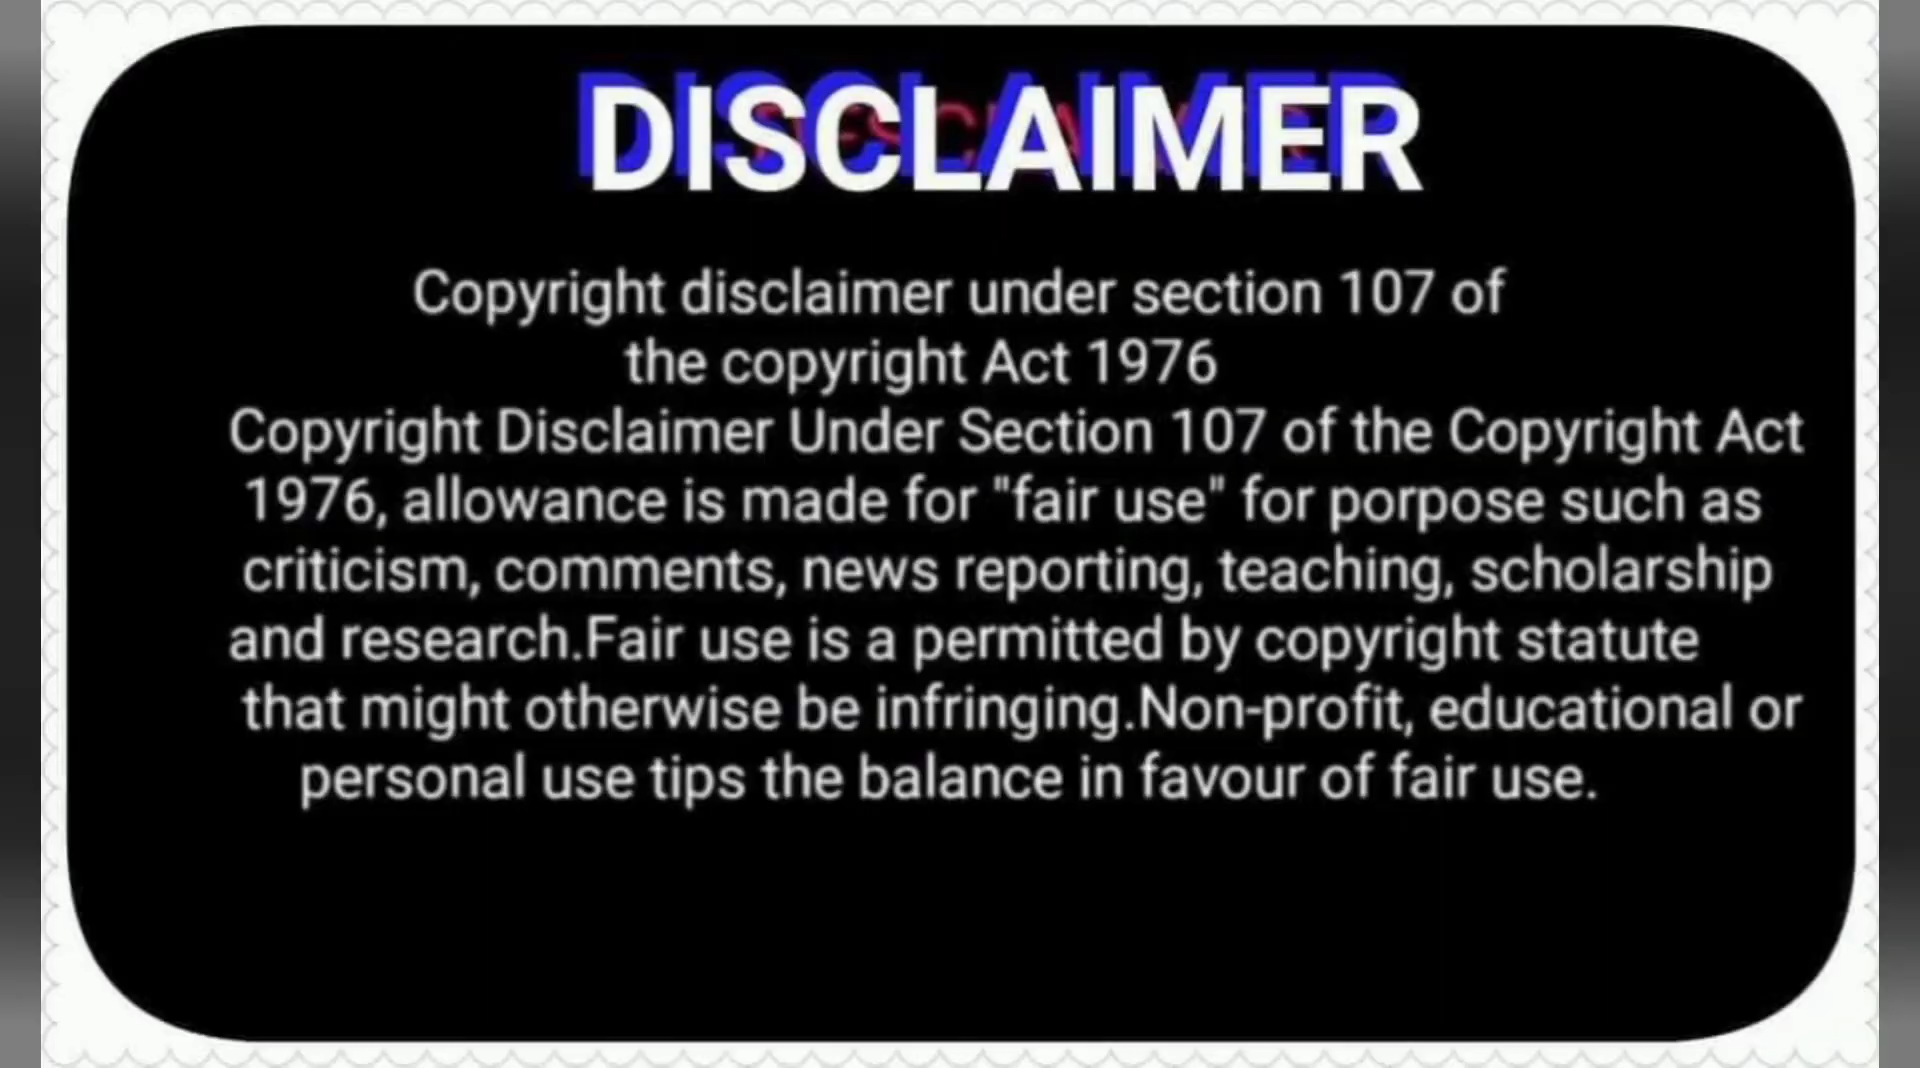 DISCLAIMER
Copyright disclaimer under section 107 of
the copyright Act 1976
Copyright Disclaimer Under Section 107 of the Copyright Act
1976, allowance is made for "fair use" for porpose such as
criticism, comments, news reporting, teaching, scholarship
and research.Fair use is a permitted by copyright statute
that might otherwise be infringing.Non-profit, educational or
personal use tips the balance in favour of fair use.